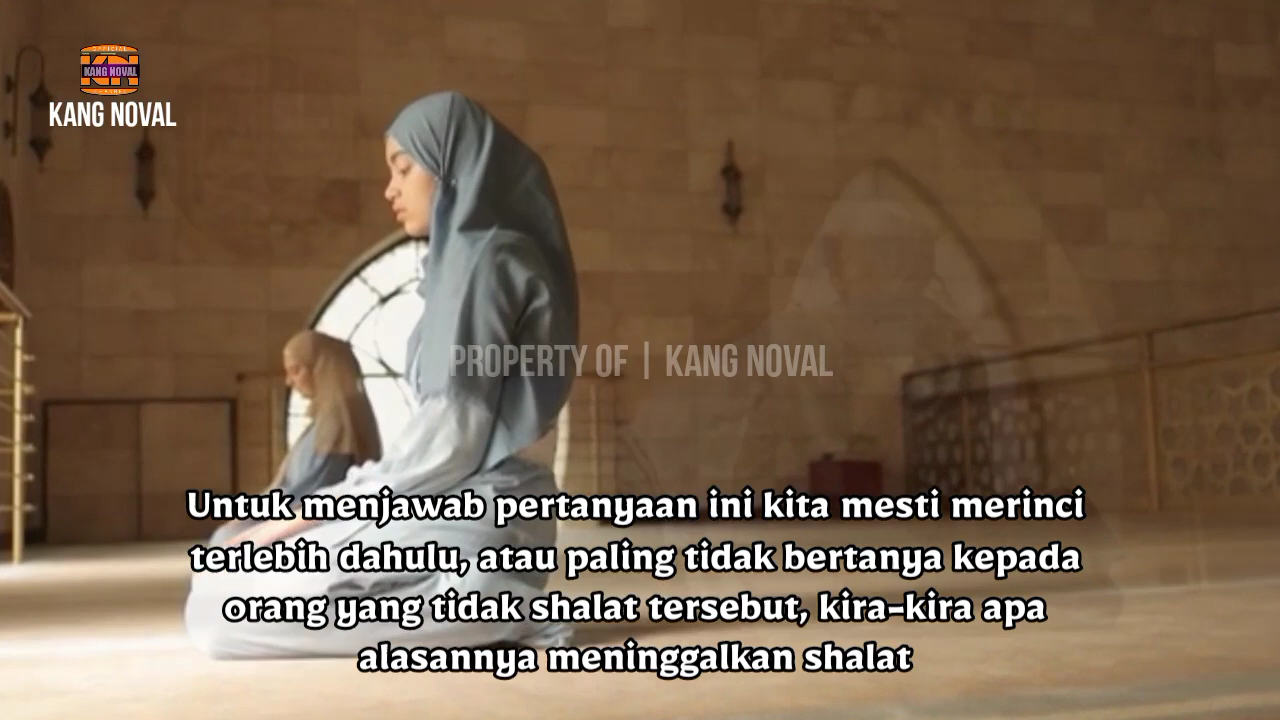 OFFICIAL
KANG NOVAL
KANG NOVAL
PROPERTY OF | KANG NOVAL
Untuk menjawab pertanyaan ini kita mesti merinci
terlebih dahulu, atau paling tidak bertanya kepada
orang yang tidak shalat tersebut, kira-kira apa
alasannya meninggalkan shalat